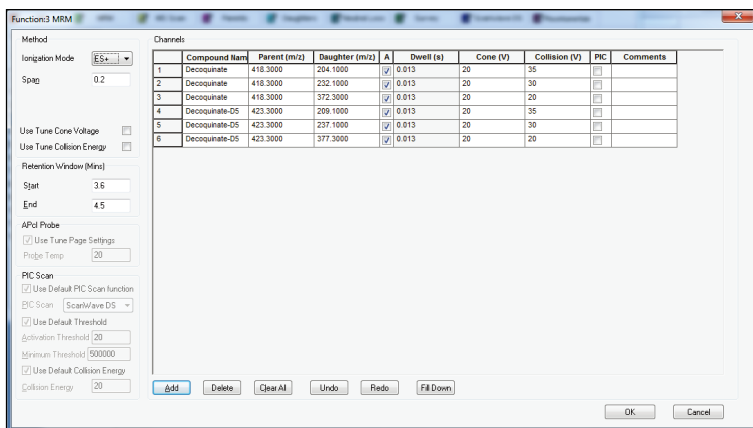 Function:3 MRM
Method
Ionization Mode ES+
Span 0.2
Use Tune Cone Voltage
Use Tune Collision Energy
Retention Window (Mins)
Start 3.6
End 4.5
APcI Probe
Use Tune Page Settings
Probe Temp 20
PIC Scan
Use Default PIC Scan function
PIC Scan ScanWave DS
Use Default Threshold
Activation Threshold 20
Minimum Threshold 500000
Use Default Collision Energy
Collision Energy 20
Channels
Compound Nam Parent (m/z) Daughter (m/z) A Dwell (s) Cone (V) Collision (V) PIC Comments
1 Decoquinate 418.3000 204.1000 0.013 20 35
2 Decoquinate 418.3000 232.1000 0.013 20 30
3 Decoquinate 418.3000 372.3000 0.013 20 20
4 Decoquinate-D5 423.3000 209.1000 0.013 20 35
5 Decoquinate-D5 423.3000 237.1000 0.013 20 30
6 Decoquinate-D5 423.3000 377.3000 0.013 20 20
Add Delete Clear All Undo Redo Fill Down
OK Cancel